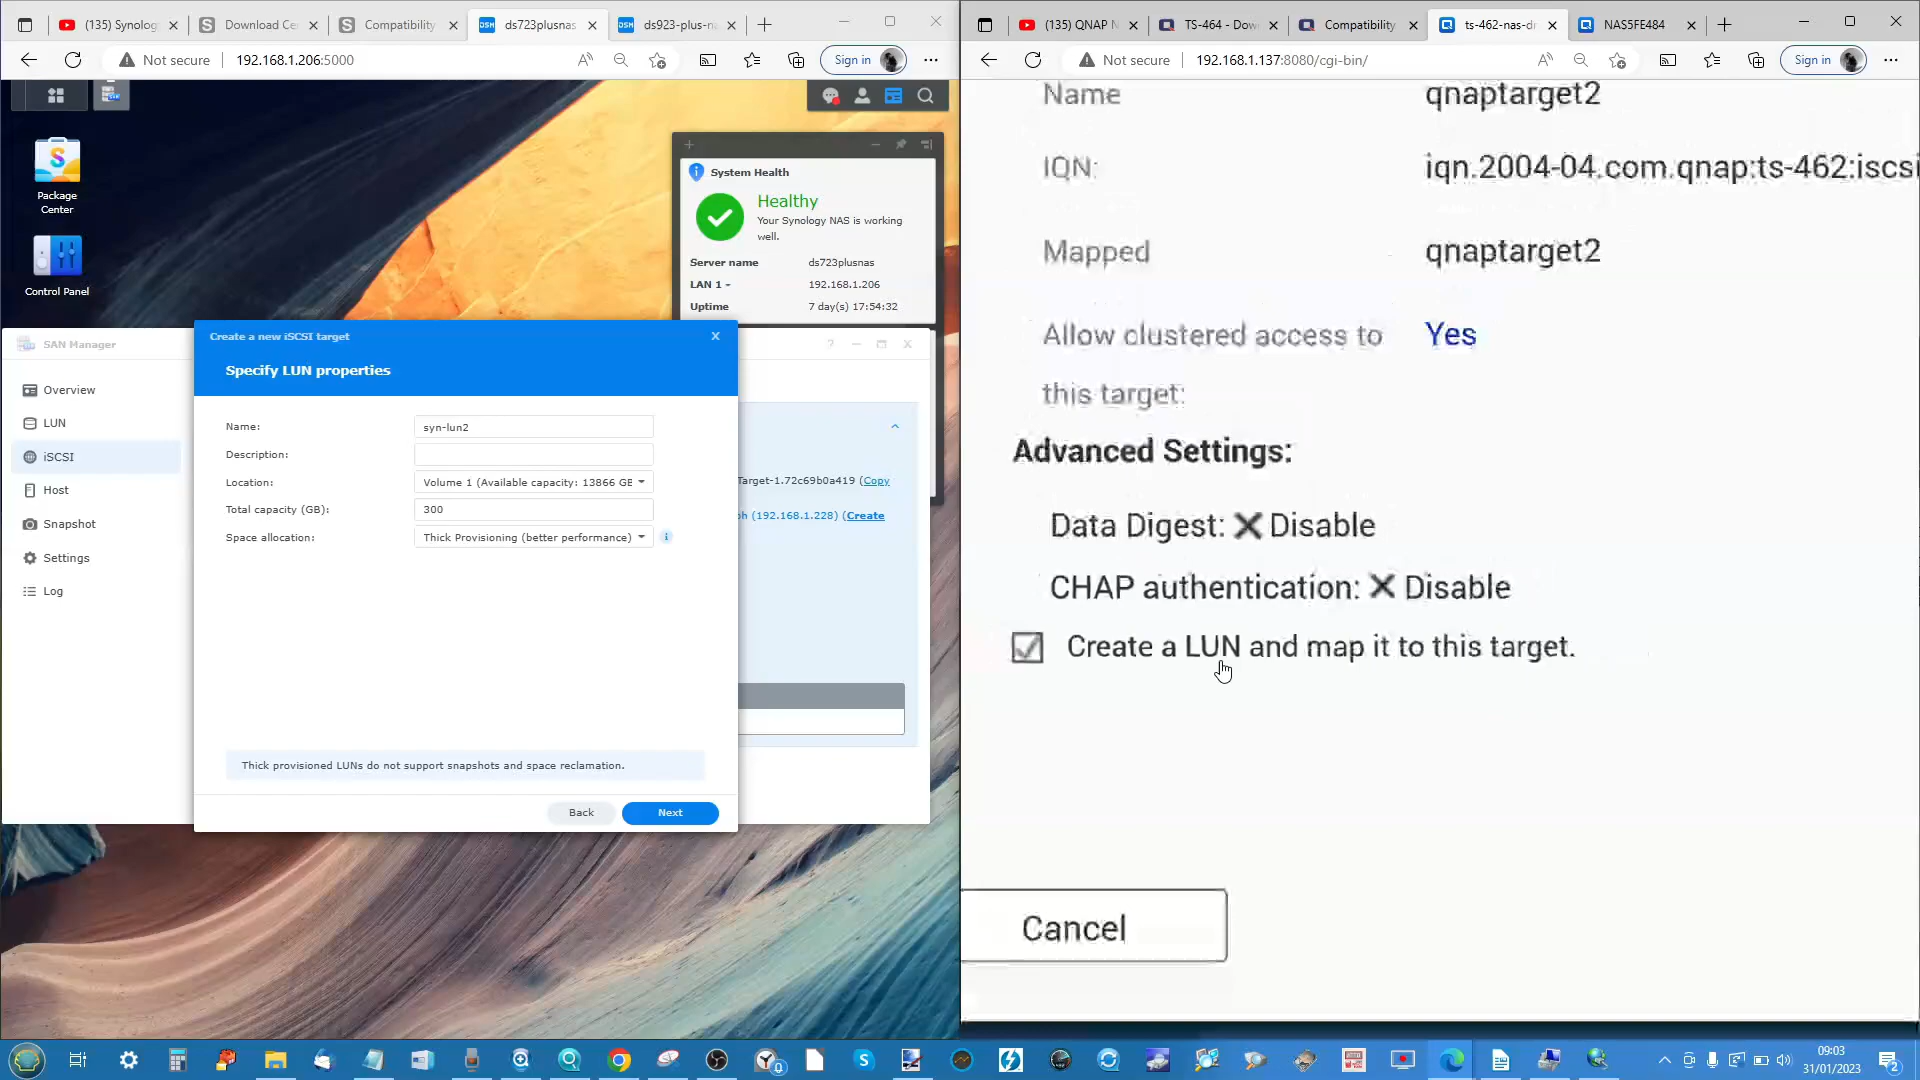 (135) Synolog
Download Ce
Compatibility
ds723plusnas
ds923-plus-n
Not secure
192.168.1.206:5000
Sign in
Package
Center
Control Panel
System Health
Healthy
Your Synology NAS is working
well.
Server name
ds723plusnas
LAN 1
192.168.1.206
Uptime
7 day(s) 17:54:32
SAN Manager
Overview
LUN
iSCSI
Host
Snapshot
Settings
Log
Create a new iSCSI target
Specify LUN properties
Name:
syn-lun2
Description:
Location:
Volume 1 (Available capacity: 13866 GB
Total capacity (GB):
300
Space allocation:
Thick Provisioning (better performance)
Thick provisioned LUNs do not support snapshots and space reclamation.
Back
Next
Target-1.72c69b0a419 (Copy
ph (192.168.1.228) (Create
(135) QNAP N
TS-464 - Dow
Compatibility
ts-462-nas-dr
NAS5FE484
Not secure
192.168.1.137:8080/cgi-bin/
Sign in
Name
qnaptarget2
IQN:
iqn.2004-04.com.qnap:ts-462:iscsi
Mapped
qnaptarget2
Allow clustered access to
this target:
Yes
Advanced Settings:
Data Digest: Disable
CHAP authentication: Disable
Create a LUN and map it to this target.
Cancel
09:03
31/01/2023